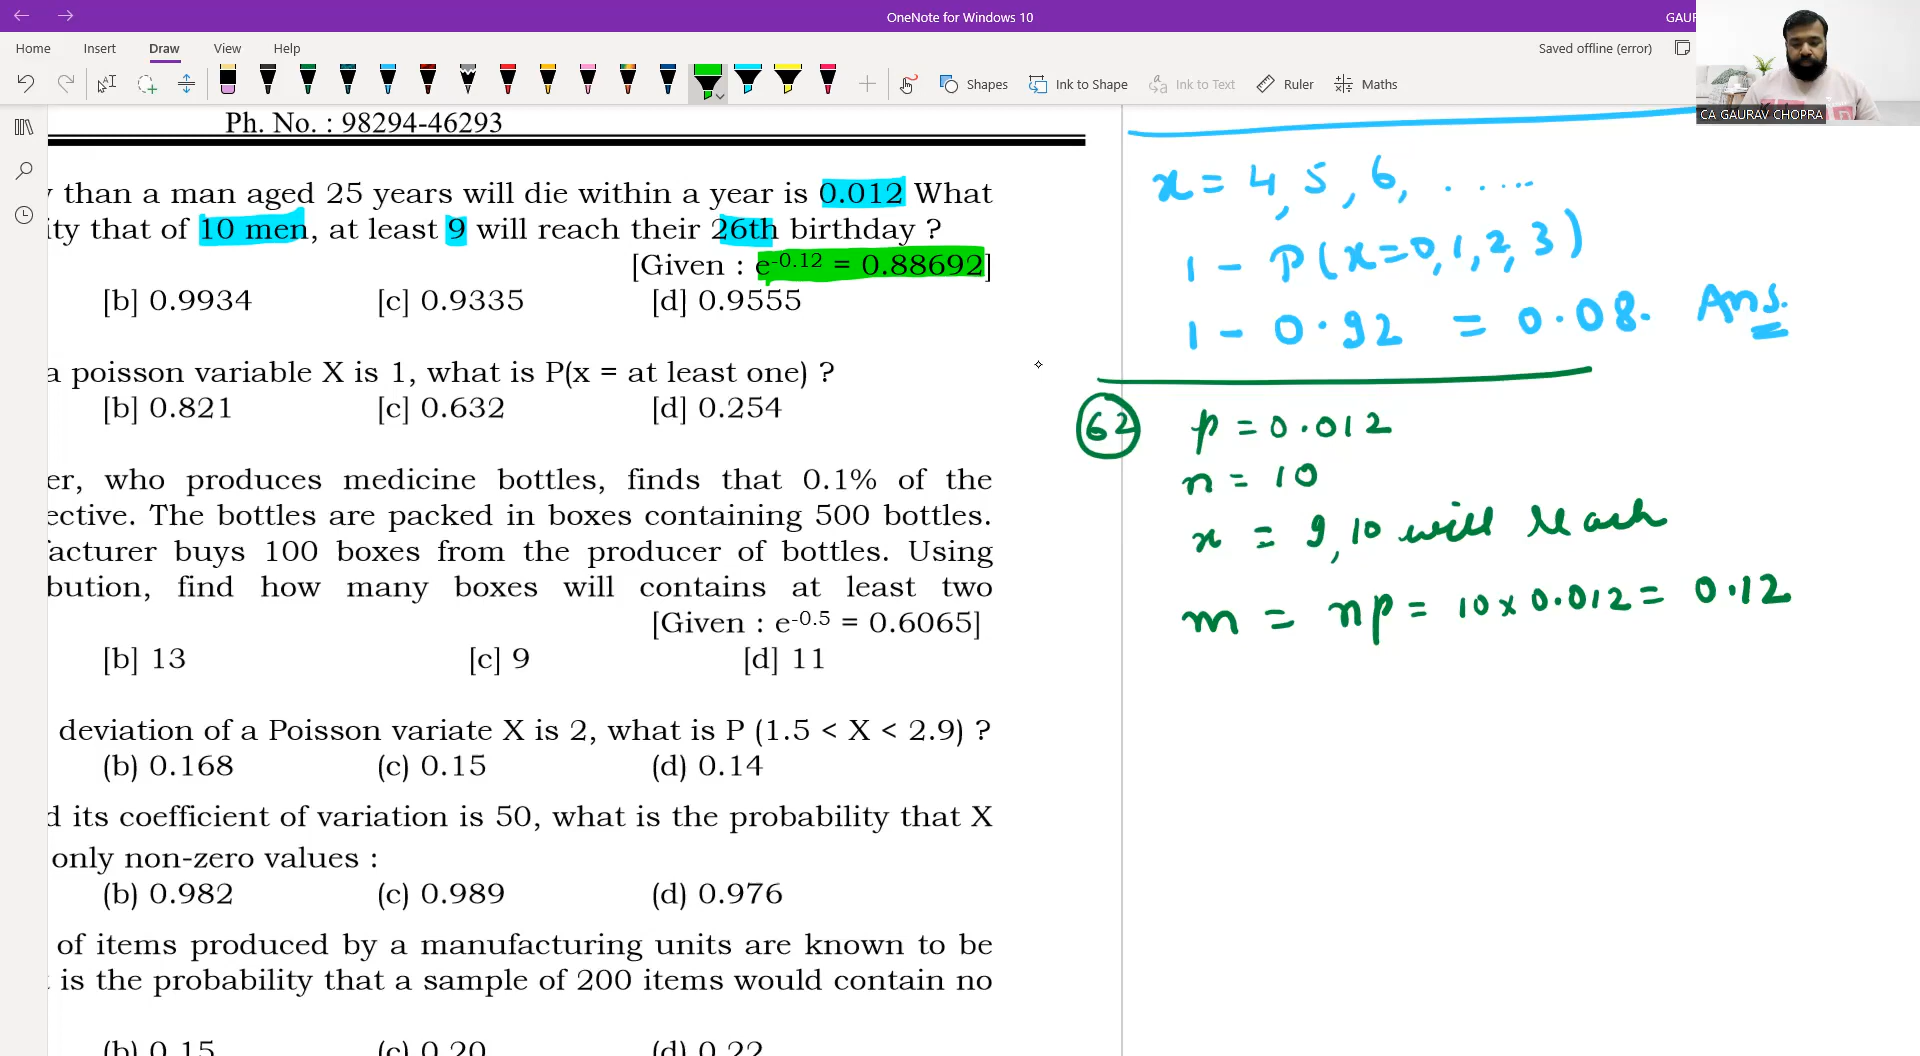 OneNote for Windows 10
GAUR
Home Insert Draw View Help
Saved offline (error)
Shapes Ink to Shape Ink to Text Ruler Maths
CA GAURAV CHOPRA
Ph. No. : 98294-46293
than a man aged 25 years will die within a year is 0.012 What
ity that of 10 men, at least 9 will reach their 26th birthday ?
[Given : e-0.12 = 0.88692]
[b] 0.9934 [c] 0.9335 [d] 0.9555
a poisson variable X is 1, what is P(x = at least one) ?
[b] 0.821 [c] 0.632 [d] 0.254
er, who produces medicine bottles, finds that 0.1% of the
ective. The bottles are packed in boxes containing 500 bottles.
facturer buys 100 boxes from the producer of bottles. Using
bution, find how many boxes will contains at least two
[Given : e-0.5 = 0.6065]
[b] 13 [c] 9 [d] 11
deviation of a Poisson variate X is 2, what is P (1.5 < X < 2.9) ?
(b) 0.168 (c) 0.15 (d) 0.14
d its coefficient of variation is 50, what is the probability that X
only non-zero values :
(b) 0.982 (c) 0.989 (d) 0.976
of items produced by a manufacturing units are known to be
is the probability that a sample of 200 items would contain no
(b) 0.15 (c) 0.20 (d) 0.22
x = 4, 5, 6, . . . . . .
1 - P(x=0,1,2,3)
1 - 0.92 = 0.08. Ans.
62 p = 0.012
n = 10
x = 9, 10 will reach
m = np = 10 x 0.012 = 0.12